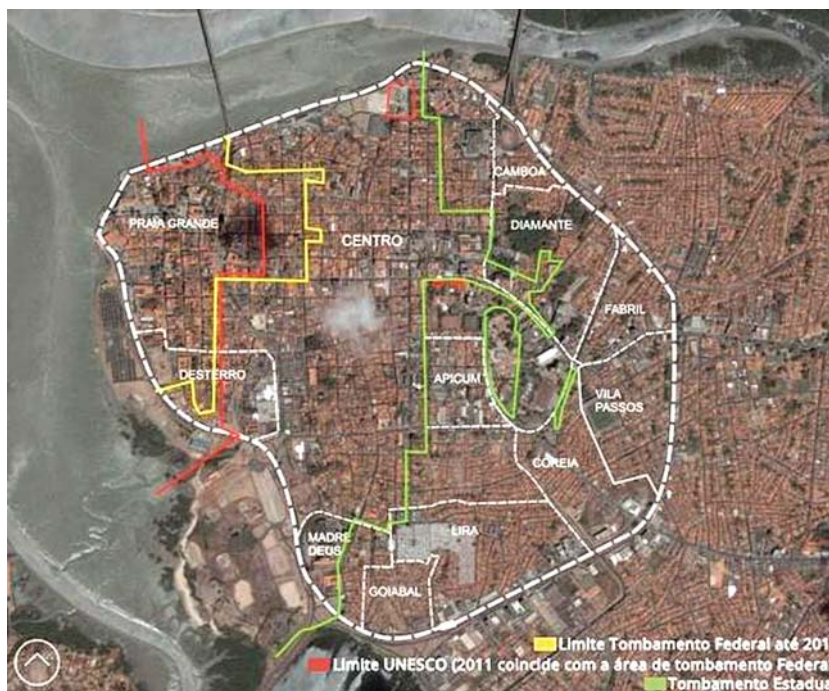 CAMBOA
PRAIA GRANDE
DIAMANTE
CENTRO
FABRIL
DESTERRO
APICUM
VILA
PASSOS
COREIA
LIRA
MADRE
DEUS
GOIABAL
Limite Tombamento Federal até 201
Limite UNESCO (2011 coincide com a área de tombamento Federa
Tombamento Estadua